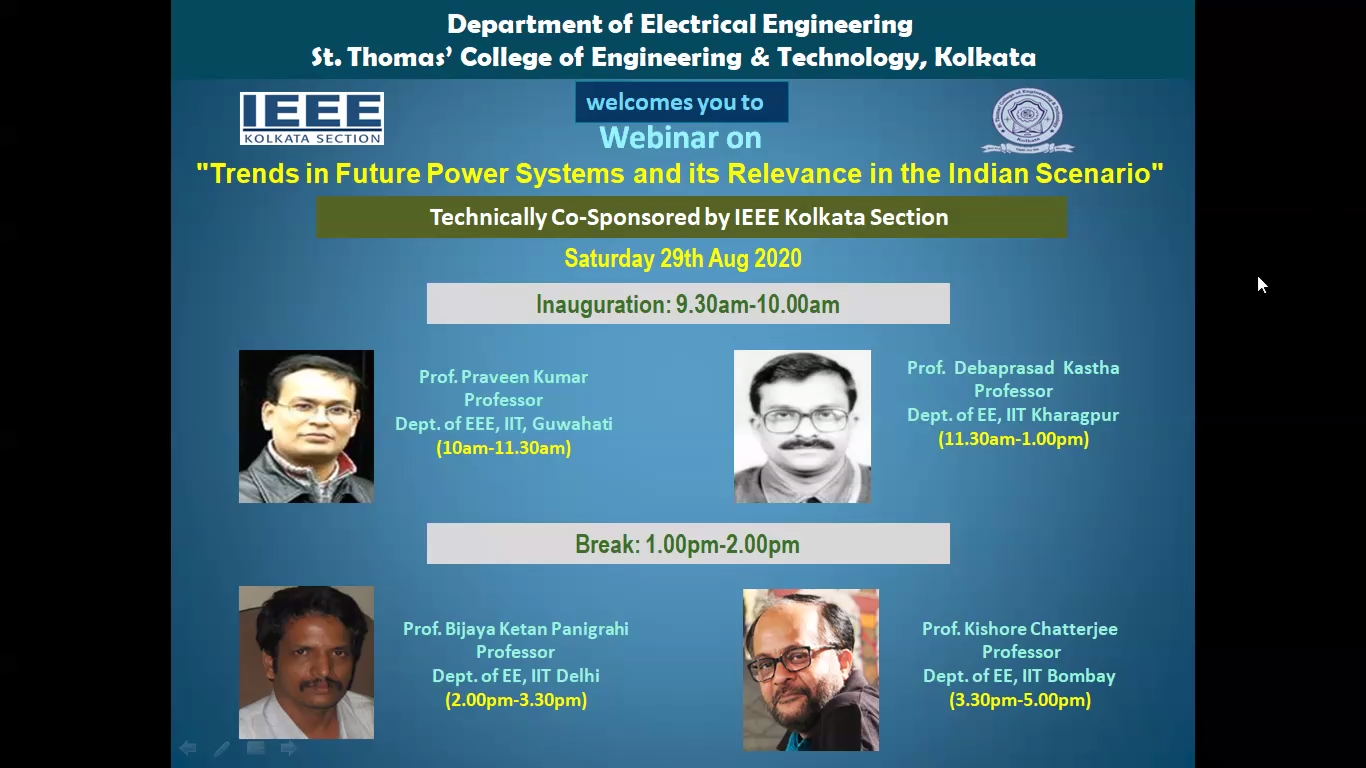 Department of Electrical Engineering
St. Thomas' College of Engineering & Technology, Kolkata
IEEE
KOLKATA SECTION
welcomes you to
Webinar on
"Trends in Future Power Systems and its Relevance in the Indian Scenario"
Technically Co-Sponsored by IEEE Kolkata Section
Saturday 29th Aug 2020
Inauguration: 9.30am-10.00am
Prof. Praveen Kumar
Professor
Dept. of EEE, IIT, Guwahati
(10am-11.30am)
Prof. Debaprasad Kastha
Professor
Dept. of EE, IIT Kharagpur
(11.30am-1.00pm)
Break: 1.00pm-2.00pm
Prof. Bijaya Ketan Panigrahi
Professor
Dept. of EE, IIT Delhi
(2.00pm-3.30pm)
Prof. Kishore Chatterjee
Professor
Dept. of EE, IIT Bombay
(3.30pm-5.00pm)